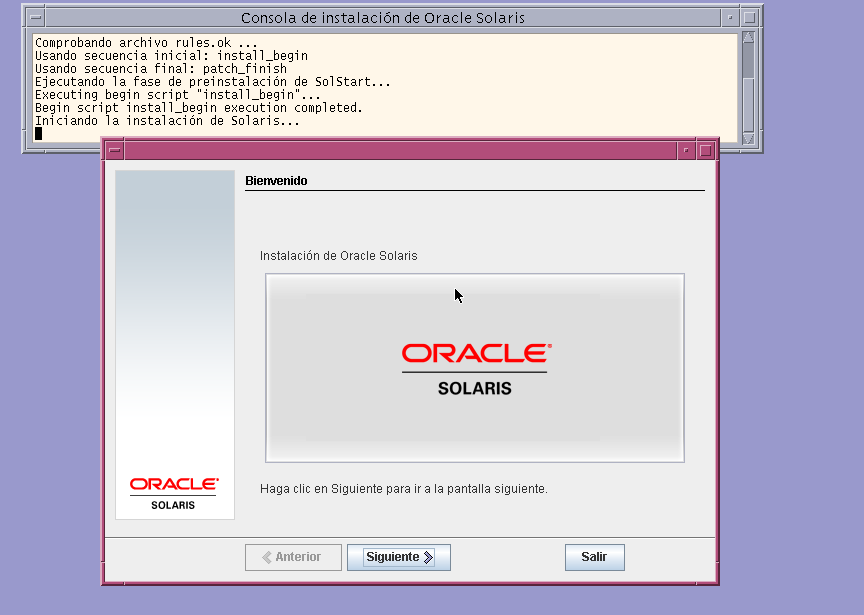 Consola de instalación de Oracle Solaris
Comprobando archivo rules.ok ...
Usando secuencia inicial: install_begin
Usando secuencia final: patch_finish
Ejecutando la fase de preinstalación de SolStart...
Executing begin script "install_begin"...
Begin script install_begin execution completed.
Iniciando la instalación de Solaris...
Bienvenido
Instalación de Oracle Solaris
ORACLE®
SOLARIS
Haga clic en Siguiente para ir a la pantalla siguiente.
ORACLE®
SOLARIS
Anterior
Siguiente
Salir